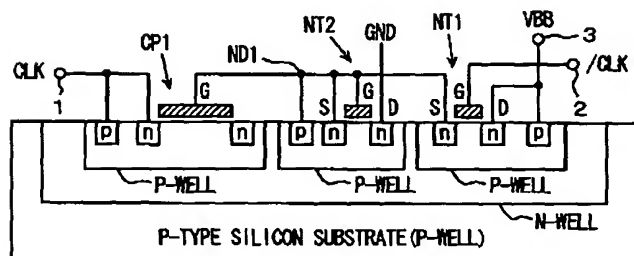 VBB
NT2 GND NT1 3
CP1 ND1
CLK /CLK
G G G
1 S D S D 2
p n n p n n n n p
P-WELL P-WELL P-WELL
N-WELL
P-TYPE SILICON SUBSTRATE(P-WELL)